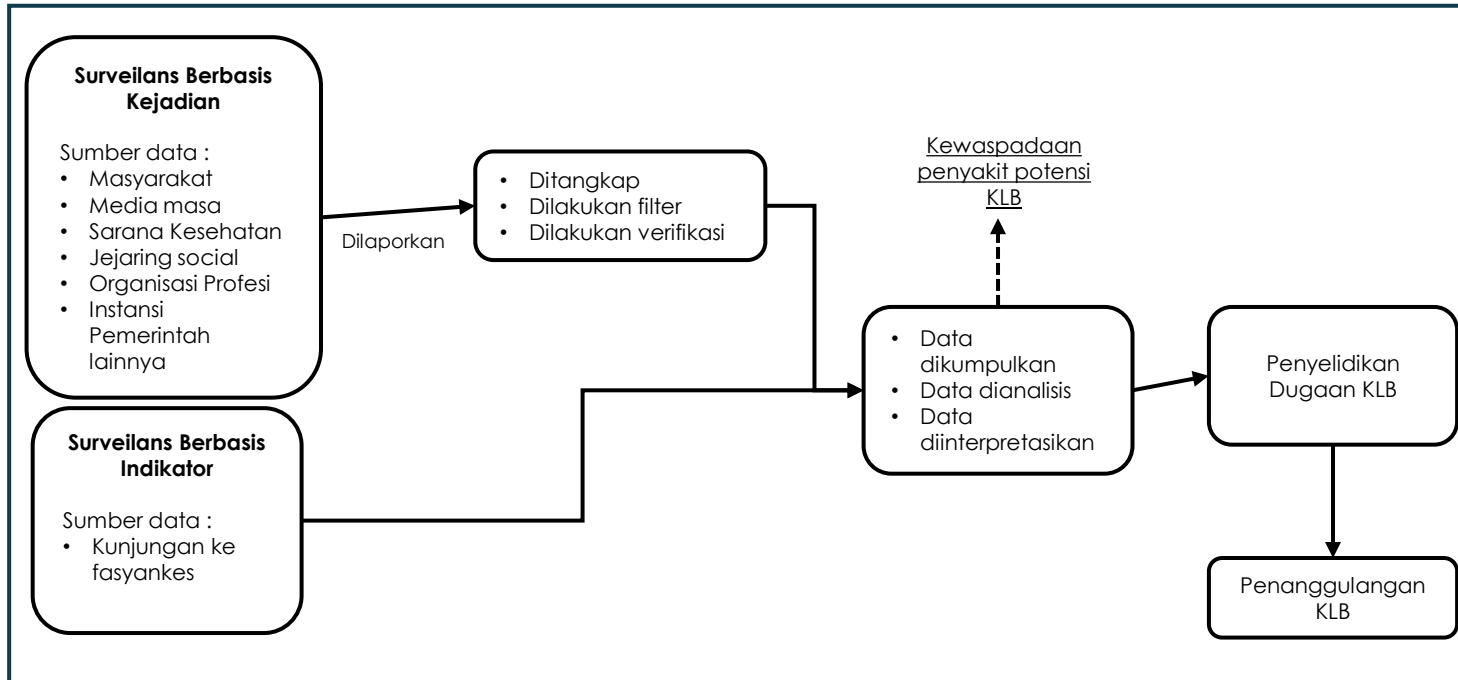 Surveilans Berbasis
Kejadian
Sumber data :
• Masyarakat
• Media masa
• Sarana Kesehatan
• Jejaring social
• Organisasi Profesi
• Instansi
Pemerintah
lainnya
Dilaporkan
• Ditangkap
• Dilakukan filter
• Dilakukan verifikasi
Surveilans Berbasis
Indikator
Sumber data :
• Kunjungan ke
fasyankes
Kewaspadaan
penyakit potensi
KLB
• Data
dikumpulkan
• Data dianalisis
• Data
diinterpretasikan
Penyelidikan
Dugaan KLB
Penanggulangan
KLB